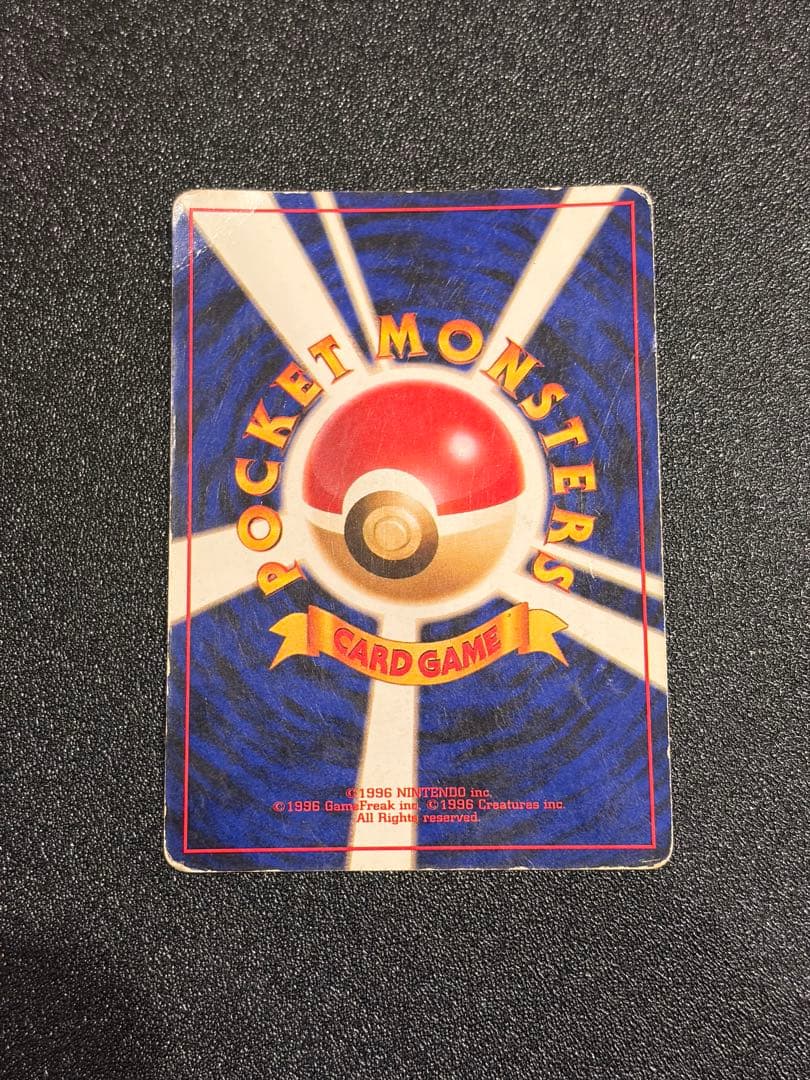 POCKET MONSTERS
CARD GAME
©1996 NINTENDO inc.
©1996 GameFreak inc. ©1996 Creatures inc.
All Rights reserved.